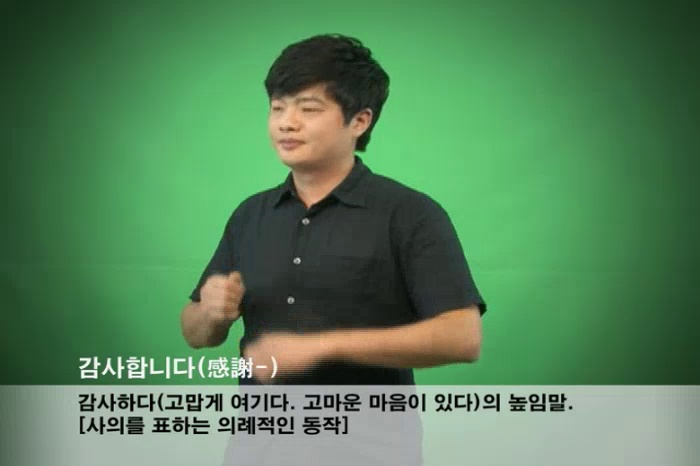 감사합니다(感謝-)
감사하다(고맙게 여기다. 고마운 마음이 있다)의 높임말.
[사의를 표하는 의례적인 동작]